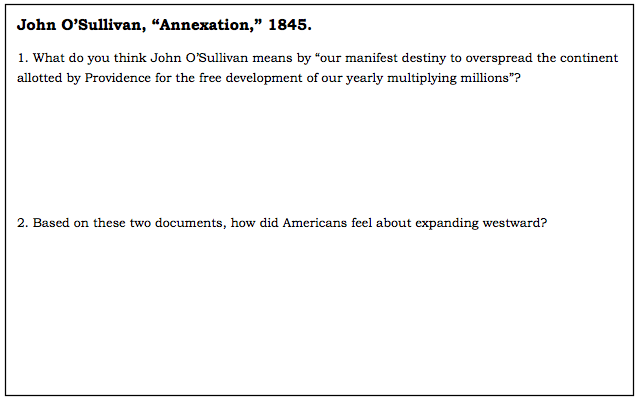 John O’Sullivan, “Annexation,” 1845.
1. What do you think John O’Sullivan means by “our manifest destiny to overspread the continent
allotted by Providence for the free development of our yearly multiplying millions”?
2. Based on these two documents, how did Americans feel about expanding westward?